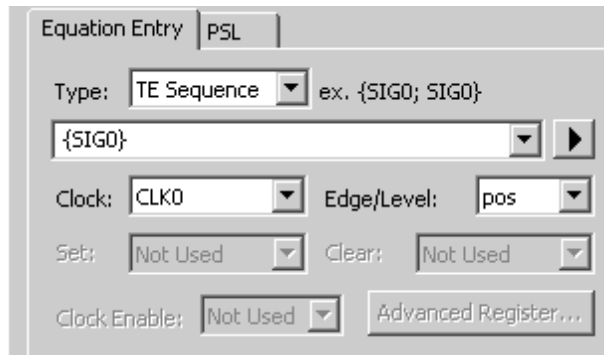 Equation Entry PSL
Type: TE Sequence ex. {SIG0; SIG0}
{SIG0}
Clock: CLK0 Edge/Level: pos
Set: Not Used Clear: Not Used
Clock Enable: Not Used Advanced Register...